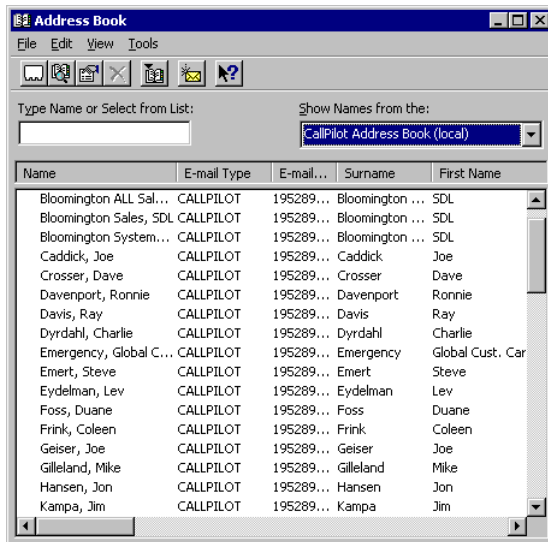 Address Book
File Edit View Tools
Type Name or Select from List: Show Names from the:
CallPilot Address Book (local)
Name E-mail Type E-mail... Surname First Name
Bloomington ALL Sal... CALLPILOT 195289... Bloomington ... SDL
Bloomington Sales, SDL CALLPILOT 195289... Bloomington ... SDL
Bloomington System... CALLPILOT 195289... Bloomington ... SDL
Caddick, Joe CALLPILOT 195289... Caddick Joe
Crosser, Dave CALLPILOT 195289... Crosser Dave
Davenport, Ronnie CALLPILOT 195289... Davenport Ronnie
Davis, Ray CALLPILOT 195289... Davis Ray
Dyrdahl, Charlie CALLPILOT 195289... Dyrdahl Charlie
Emergency, Global C... CALLPILOT 195289... Emergency Global Cust. Car
Emert, Steve CALLPILOT 195289... Emert Steve
Eydelman, Lev CALLPILOT 195289... Eydelman Lev
Foss, Duane CALLPILOT 195289... Foss Duane
Frink, Coleen CALLPILOT 195289... Frink Coleen
Geiser, Joe CALLPILOT 195289... Geiser Joe
Gilleland, Mike CALLPILOT 195289... Gilleland Mike
Hansen, Jon CALLPILOT 195289... Hansen Jon
Kampa, Jim CALLPILOT 195289... Kampa Jim